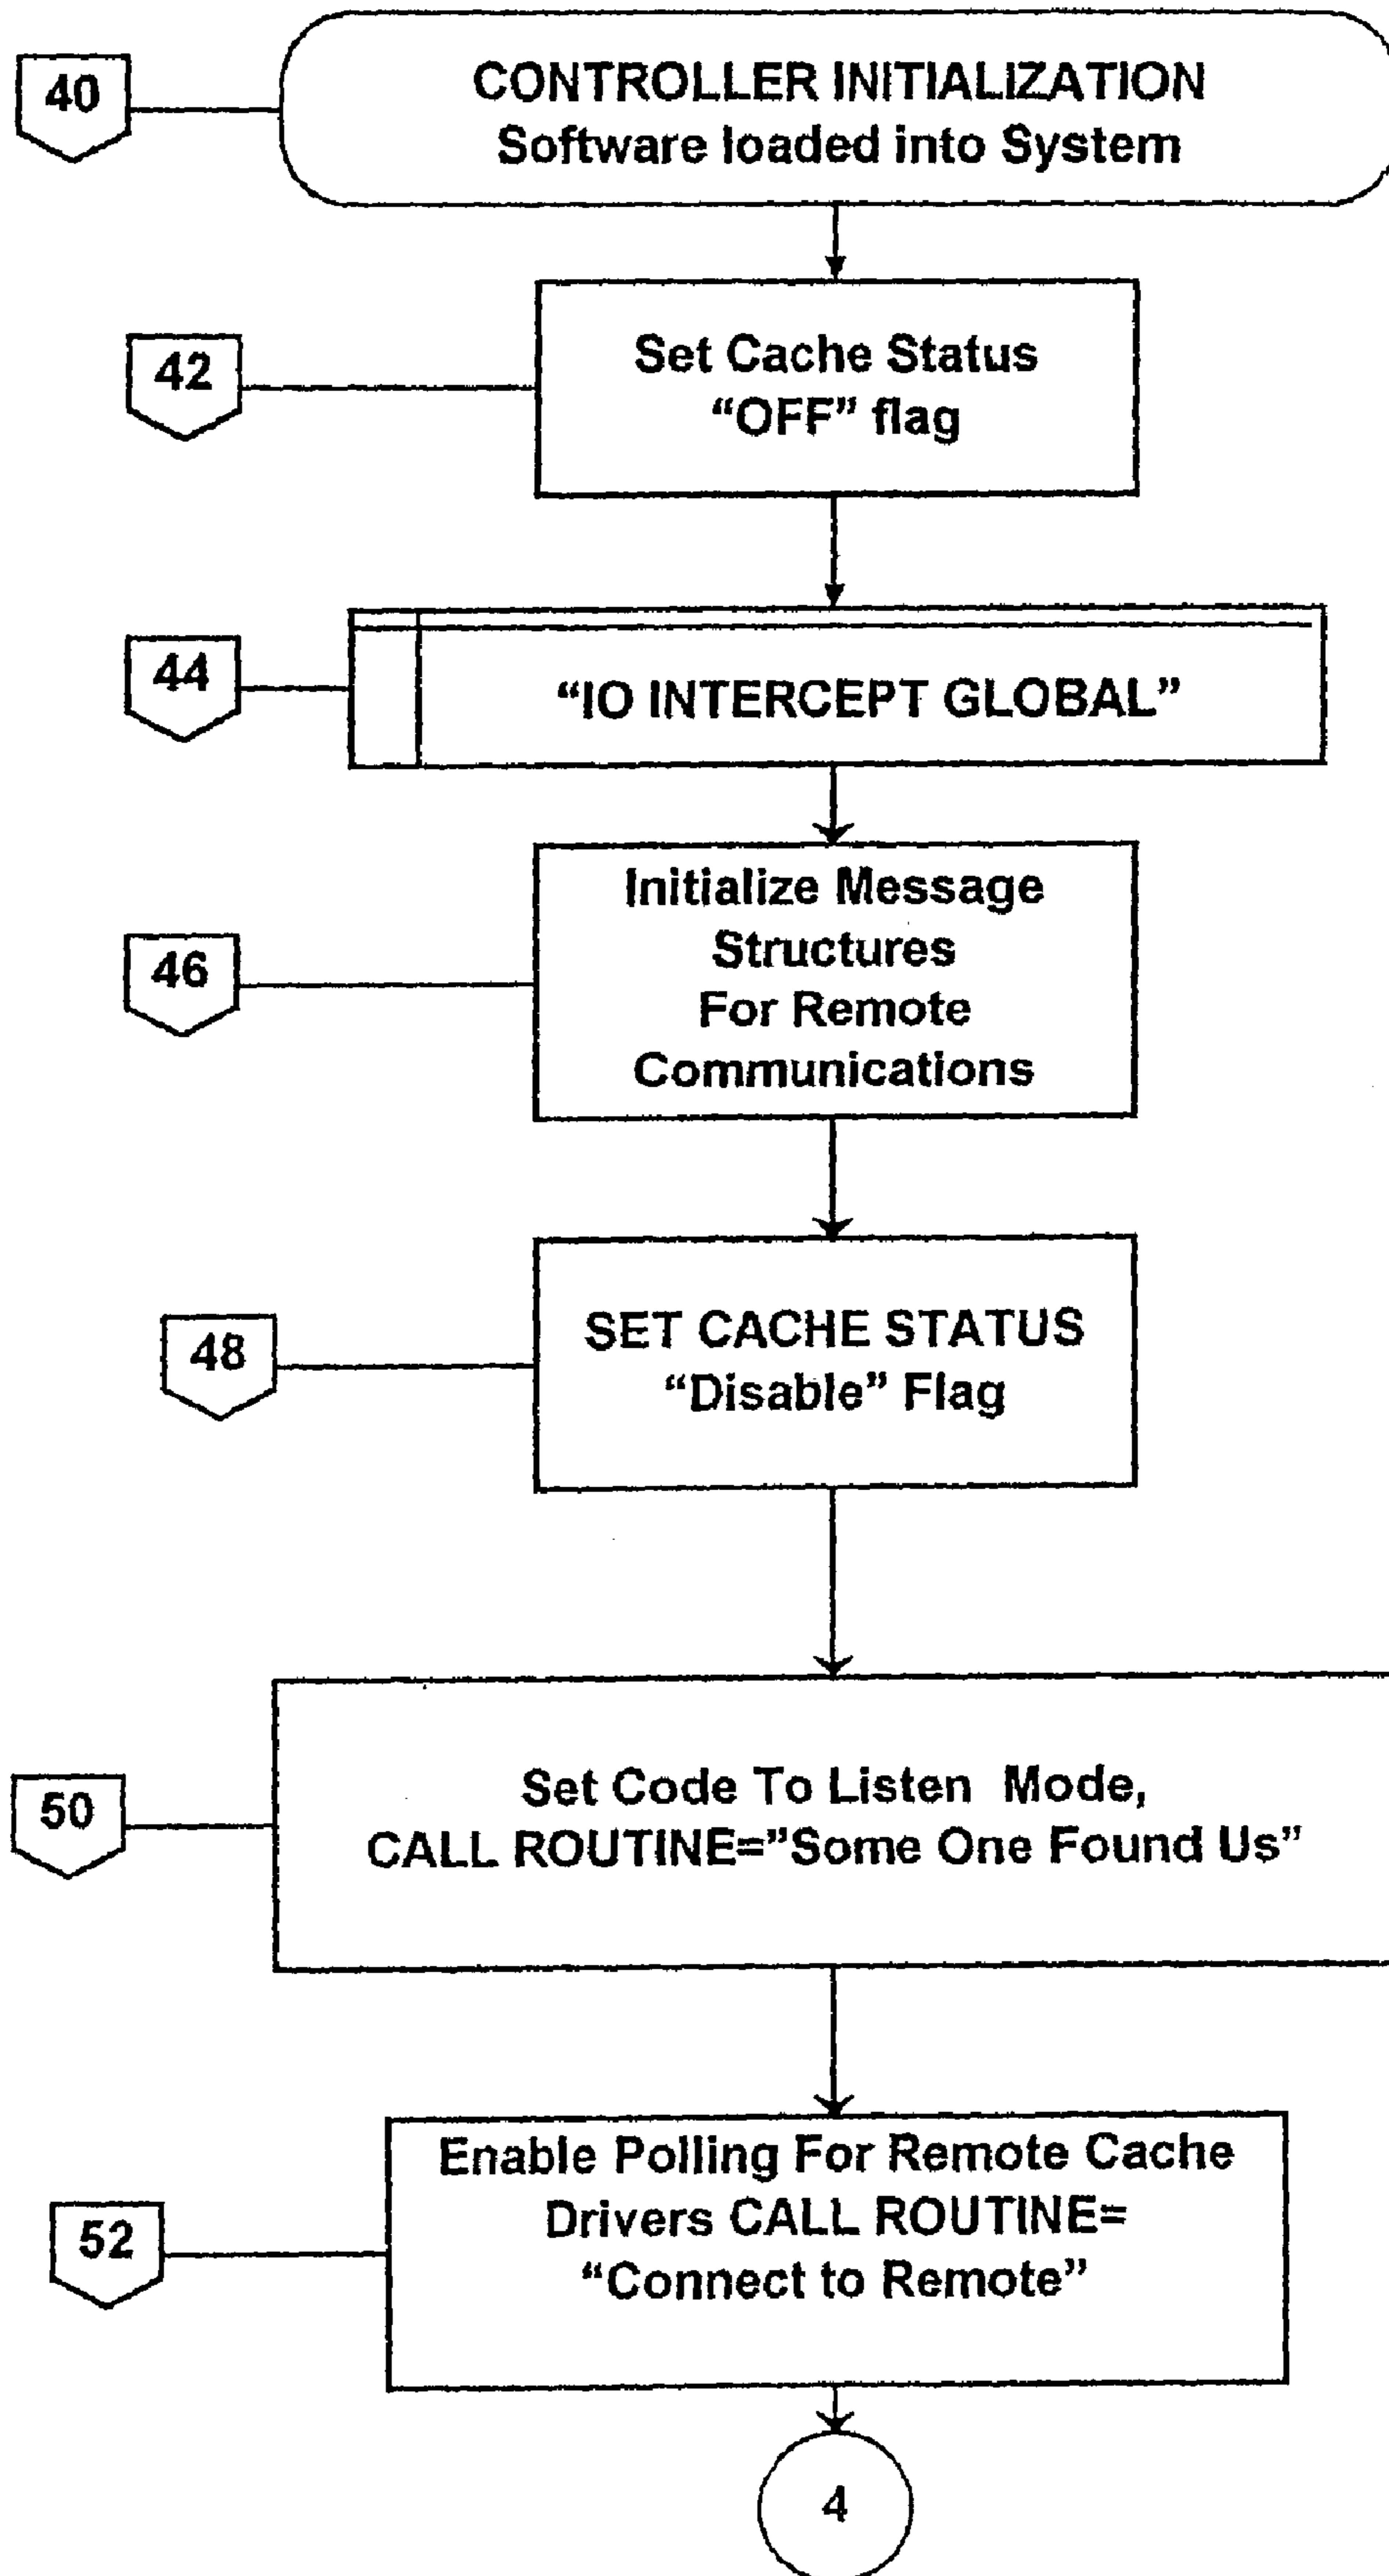 40
CONTROLLER INITIALIZATION
Software loaded into System
42
Set Cache Status
“OFF” flag
44
“IO INTERCEPT GLOBAL”
46
Initialize Message
Structures
For Remote
Communications
48
SET CACHE STATUS
“Disable” Flag
50
Set Code To Listen Mode,
CALL ROUTINE=”Some One Found Us”
52
Enable Polling For Remote Cache
Drivers CALL ROUTINE=
“Connect to Remote”
4